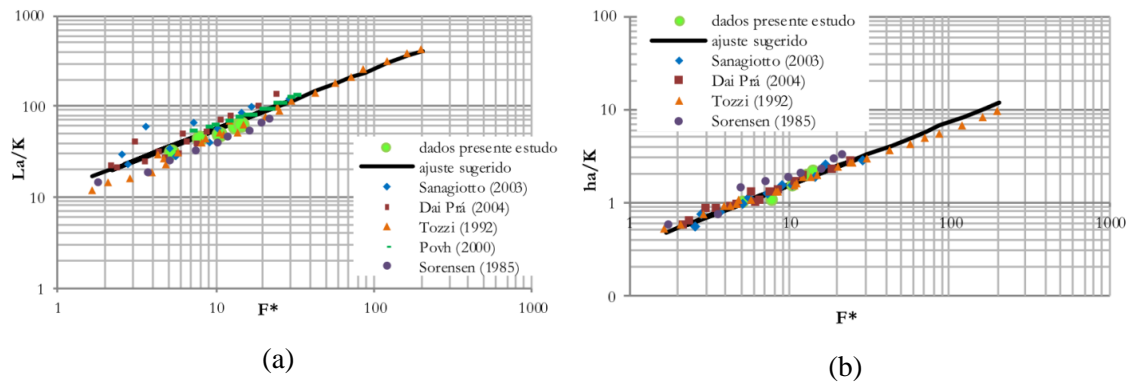 1000
100
10
1
La/K
1
10
100
1000
F*
dados presente estudo
ajuste sugerido
Sanagiotto (2003)
Dai Prá (2004)
Tozzi (1992)
Povh (2000)
Sorensen (1985)
(a)
100
10
1
0
ha/K
1
10
100
1000
F*
dados presente estudo
ajuste sugerido
Sanagiotto (2003)
Dai Prá (2004)
Tozzi (1992)
Sorensen (1985)
(b)